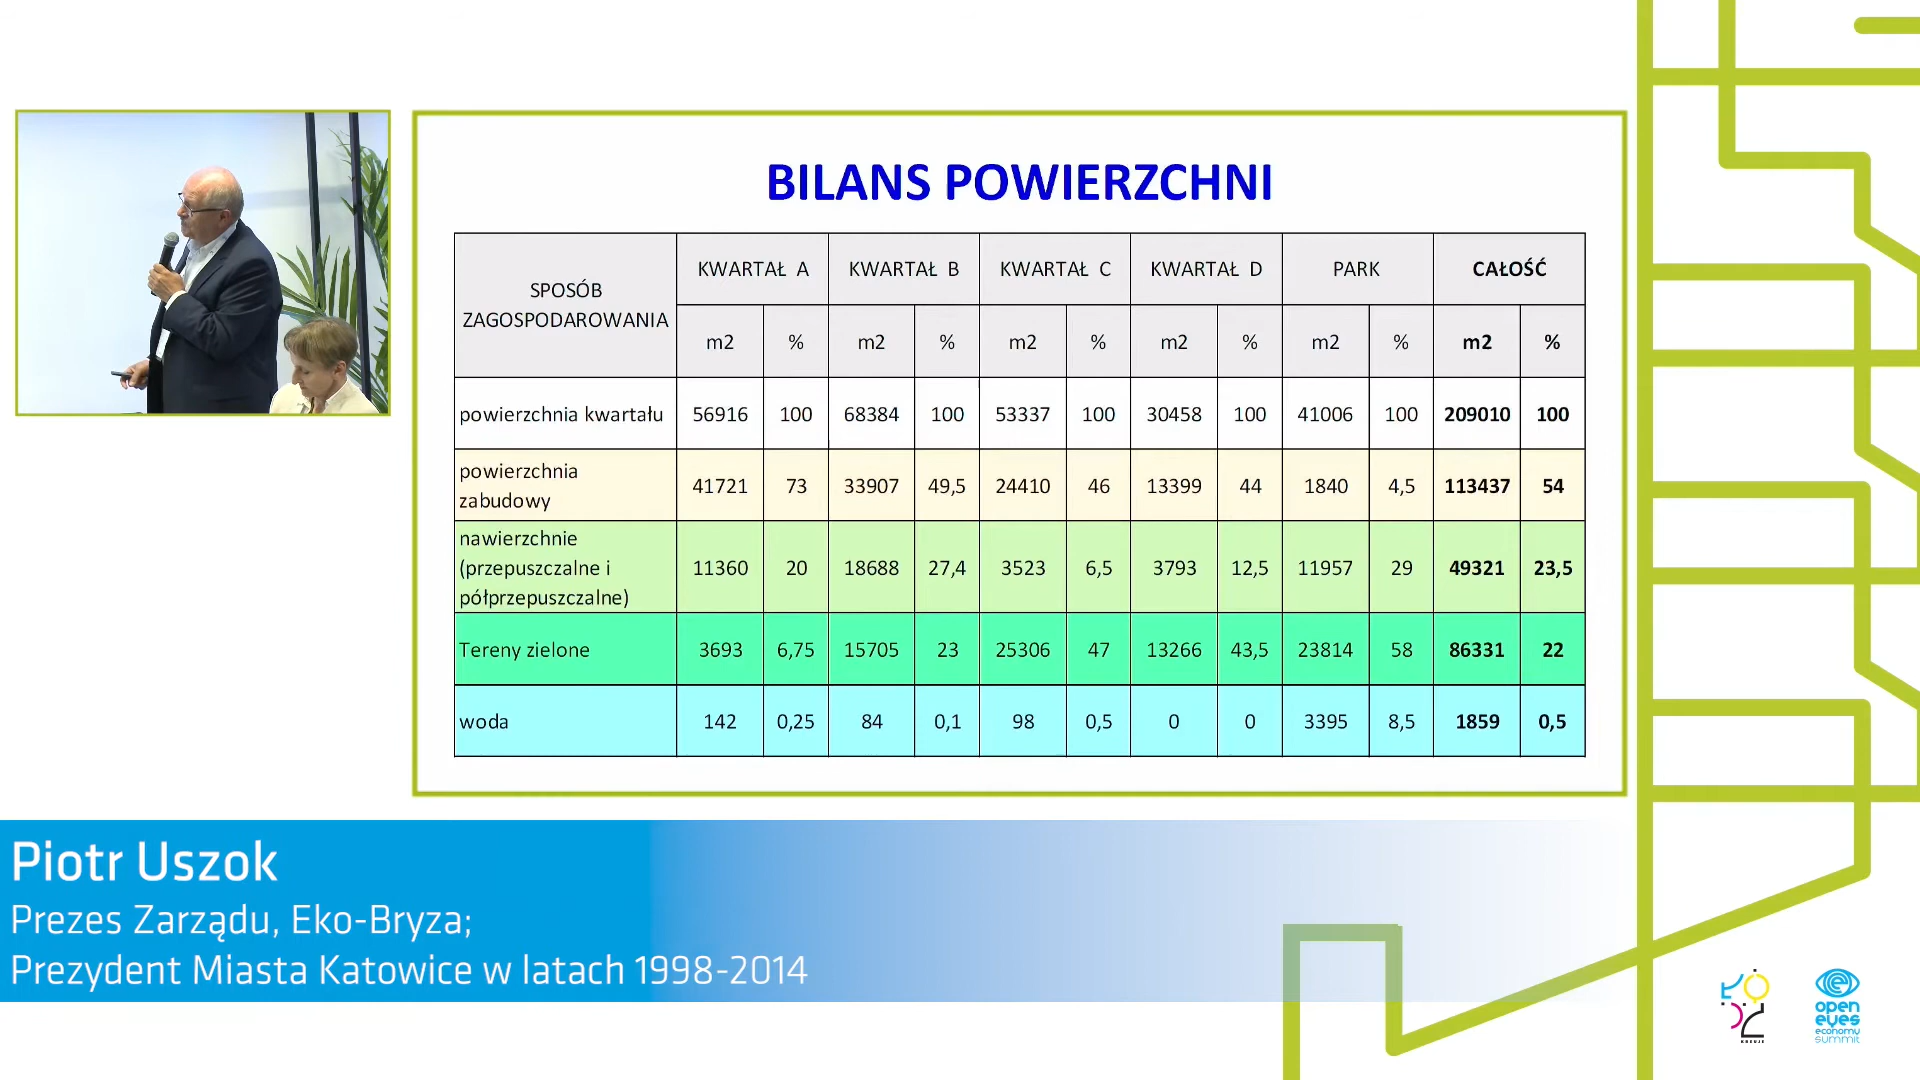 BILANS POWIERZCHNI
SPOSÓB
ZAGOSPODAROWANIA
KWARTAŁ A KWARTAŁ B KWARTAŁ C KWARTAŁ D PARK CAŁOŚĆ
m2 % m2 % m2 % m2 % m2 % m2 %
powierzchnia kwartału 56916 100 68384 100 53337 100 30458 100 41006 100 209010 100
powierzchnia
zabudowy 41721 73 33907 49,5 24410 46 13399 44 1840 4,5 113437 54
nawierzchnie
(przepuszczalne i
półprzepuszczalne) 11360 20 18688 27,4 3523 6,5 3793 12,5 11957 29 49321 23,5
Tereny zielone 3693 6,75 15705 23 25306 47 13266 43,5 23814 58 86331 22
woda 142 0,25 84 0,1 98 0,5 0 0 3395 8,5 1859 0,5
Piotr Uszok
Prezes Zarządu, Eko-Bryza;
Prezydent Miasta Katowice w latach 1998-2014
open
eyes
economy
summit